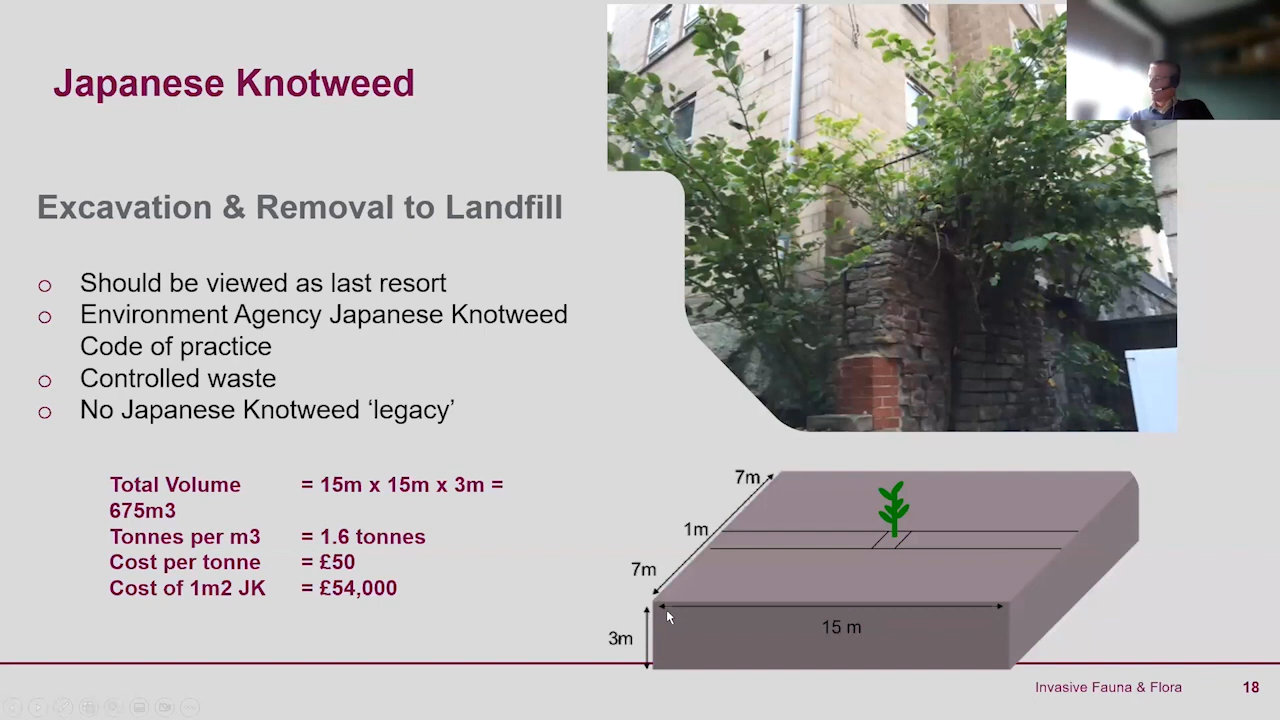 Japanese Knotweed
Excavation & Removal to Landfill
Should be viewed as last resort
Environment Agency Japanese Knotweed
Code of practice
Controlled waste
No Japanese Knotweed ‘legacy’
Total Volume = 15m x 15m x 3m =
675m3
Tonnes per m3 = 1.6 tonnes
Cost per tonne = £50
Cost of 1m2 JK = £54,000
7m
1m
7m
3m
15 m
Invasive Fauna & Flora 18